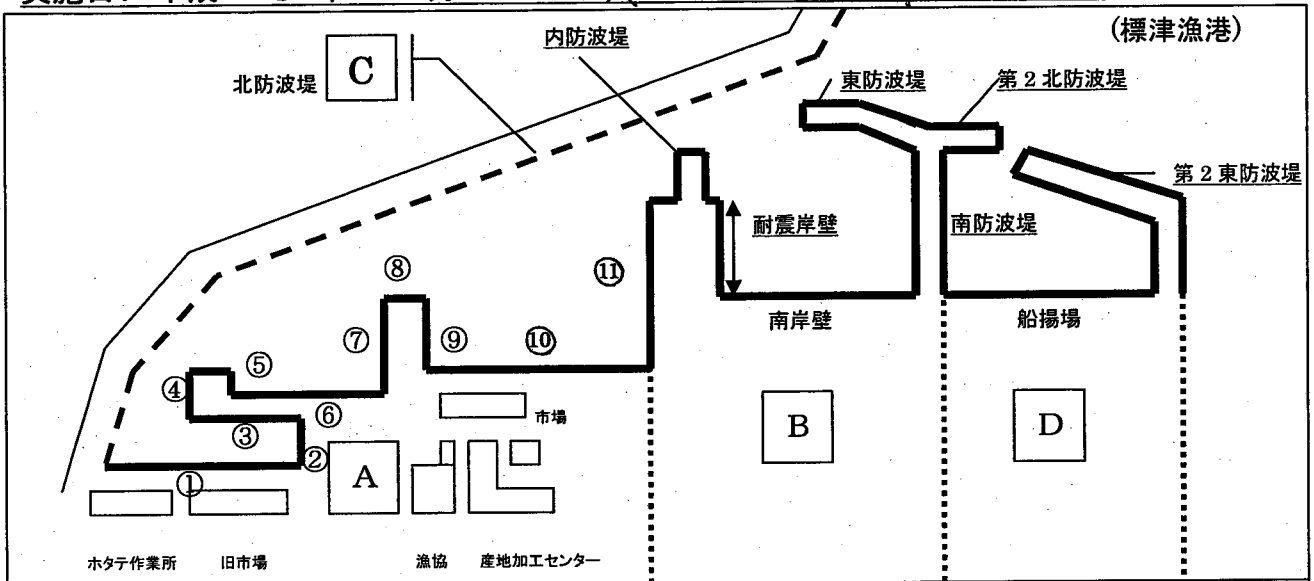 (標津漁港)
内防波堤
C
北防波堤
東防波堤
第2北防波堤
第2東防波堤
耐震岸壁
南防波堤
⑧
⑪
南岸壁
船揚場
⑦
⑨
⑩
⑤
④
⑥
市場
③
②
B
D
A
①
ホタテ作業所
旧市場
漁協
産地加工センター